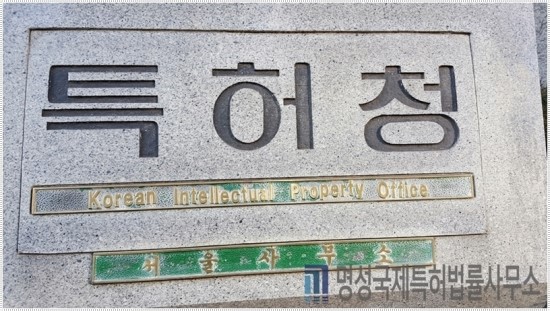 특허청
Korean Intellectual Property Office
서울사무소
명성국제특허법률사무소